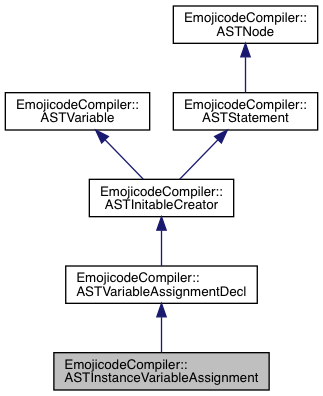 EmojicodeCompiler::
ASTNode
EmojicodeCompiler::
ASTVariable
EmojicodeCompiler::
ASTStatement
EmojicodeCompiler::
ASTInitableCreator
EmojicodeCompiler::
ASTVariableAssignmentDecl
EmojicodeCompiler::
ASTInstanceVariableAssignment